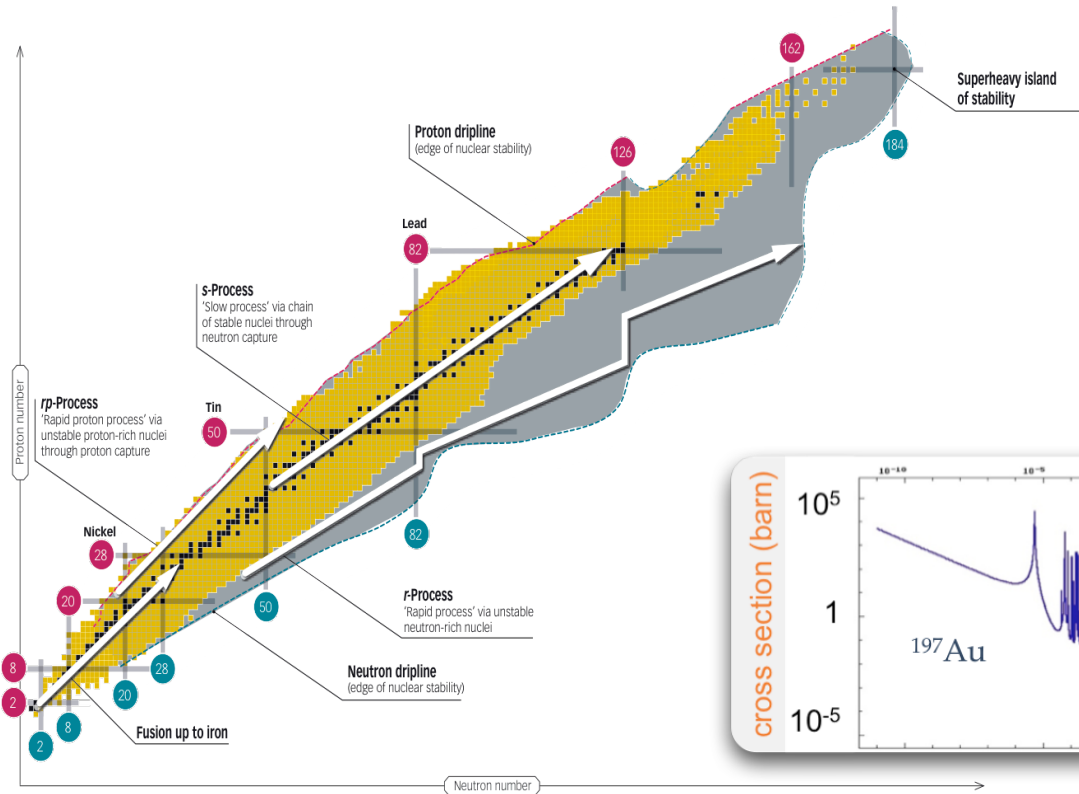 162
Superheavy island
of stability
Proton dripline
(edge of nuclear stability)
126
184
Lead
82
s-Process
'Slow process' via chain
of stable nuclei through
neutron capture
rp-Process
'Rapid proton process' via
unstable proton-rich nuclei
through proton capture
Tin
50
Proton number
Nickel
28
82
20
50
r-Process
'Rapid process' via unstable
neutron-rich nuclei
8
28
Neutron dripline
(edge of nuclear stability)
20
2
8
Fusion up to iron
2
Neutron number
cross section (barn)
10⁻¹⁰
10⁻⁵
10⁵
1
¹⁹⁷Au
10⁻⁵